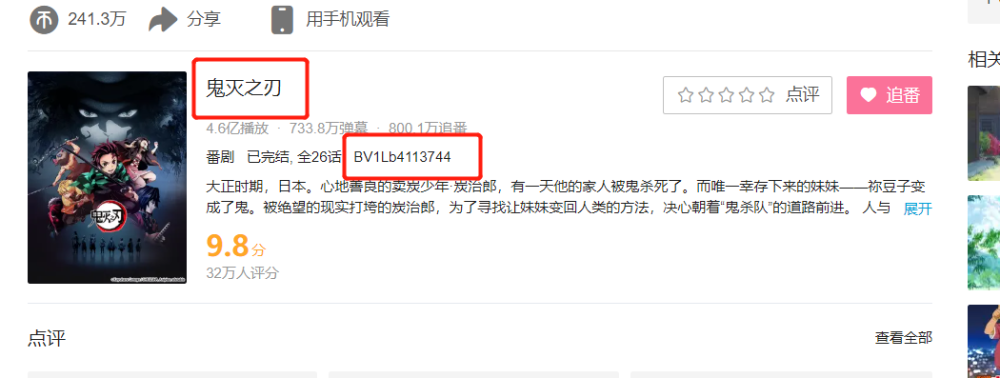 241.3万 分享 用手机观看
相关
鬼灭之刃
点评 追番
4.6亿播放 · 733.8万弹幕 · 800.1万追番
番剧 已完结, 全26话 BV1Lb4113744
大正时期，日本。心地善良的卖炭少年·炭治郎，有一天他的家人被鬼杀死了。而唯一幸存下来的妹妹——祢豆子变
成了鬼。被绝望的现实打垮的炭治郎，为了寻找让妹妹变回人类的方法，决心朝着“鬼杀队”的道路前进。 人与 展开
鬼灭之刃
9.8分
32万人评分
点评 查看全部